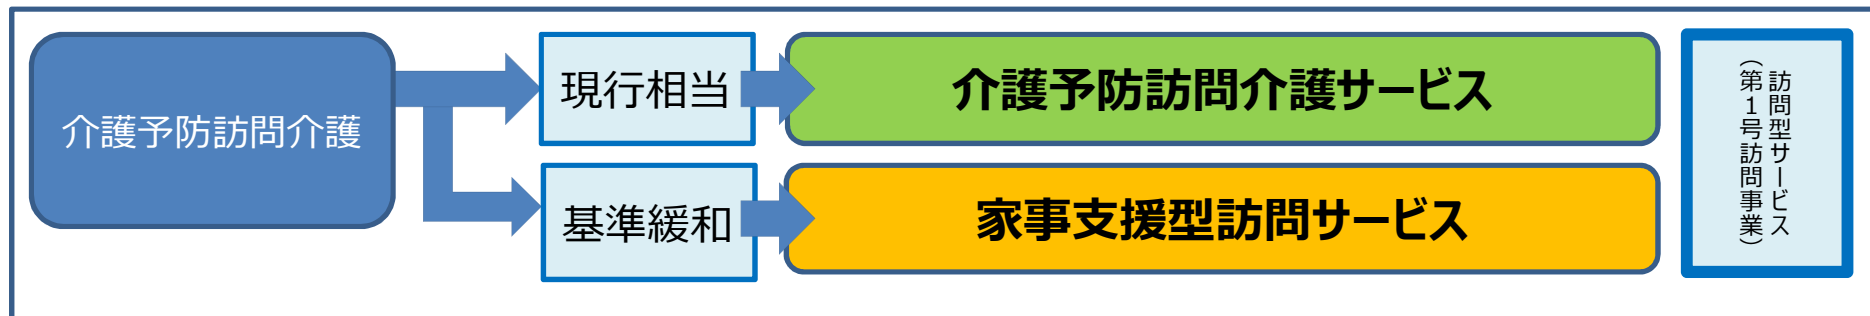 介護予防訪問介護
現行相当
介護予防訪問介護サービス
基準緩和
家事支援型訪問サービス
訪問型サービス
（第１号訪問事業）